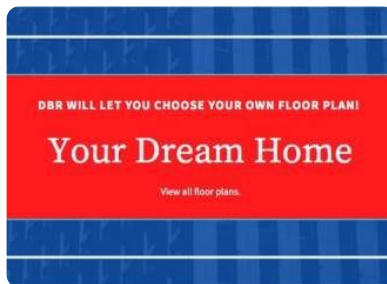 DBR WILL LET YOU CHOOSE YOUR OWN FLOOR PLAN!
Your Dream Home
View all floor plans.